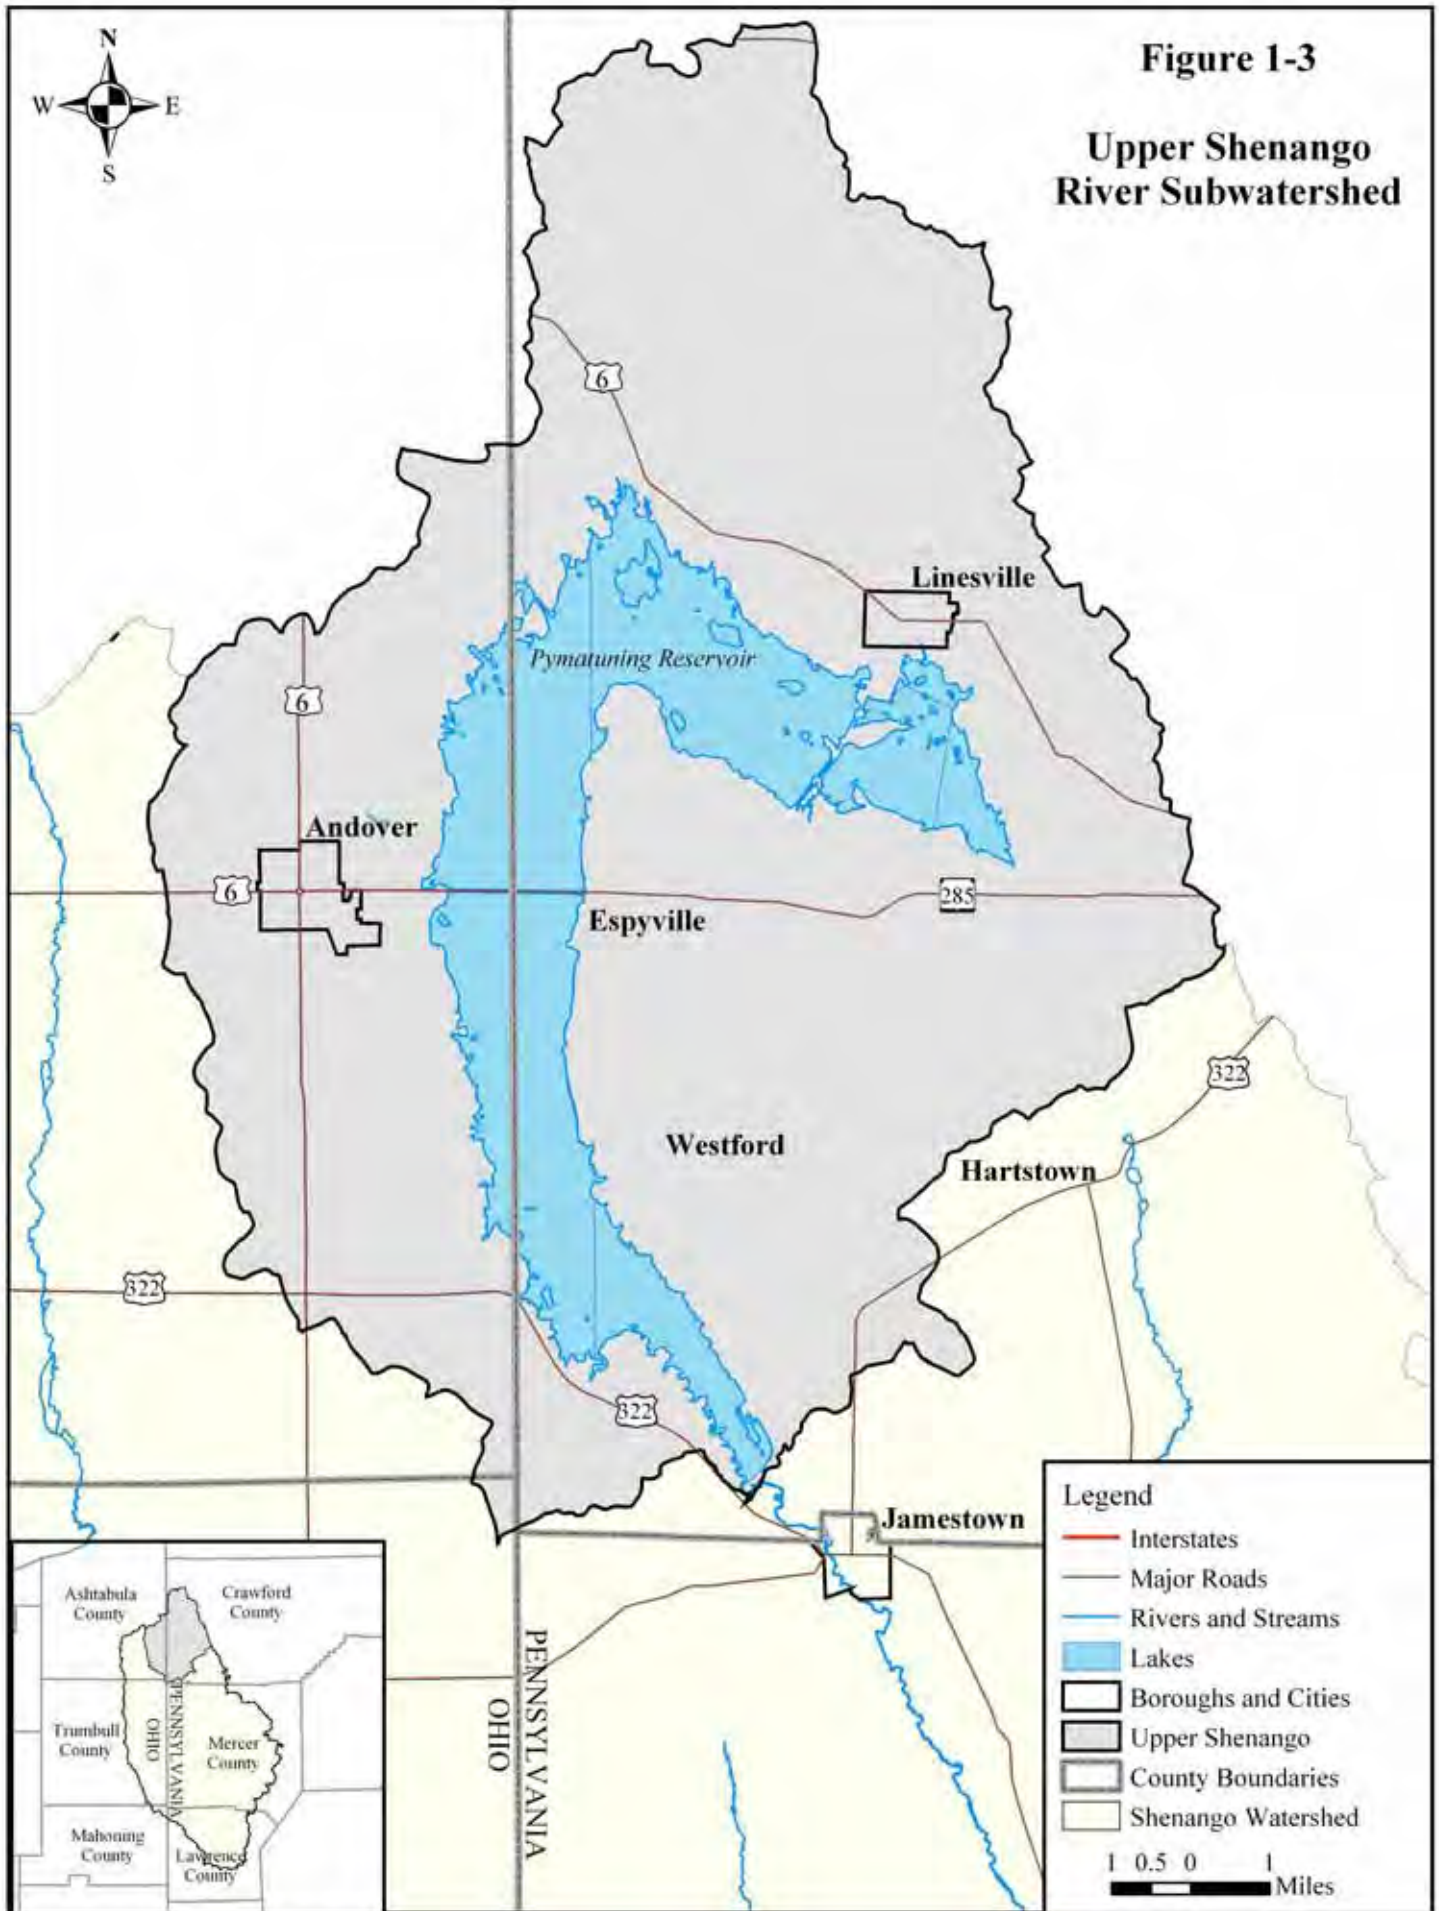 N
W E
S
Figure 1-3
Upper Shenango
River Subwatershed
6
Linesville
Pymatuning Reservoir
6
Andover
6
285
Espyville
322
Westford
Hartstown
322
322
Jamestown
PENNSYLVANIA
OHIO
Ashtabula
County
Crawford
County
Trumbull
County
OHIO
PENNSYLVANIA
Mercer
County
Mahoning
County
Lawrence
County
Legend
Interstates
Major Roads
Rivers and Streams
Lakes
Boroughs and Cities
Upper Shenango
County Boundaries
Shenango Watershed
1 0.5 0 1
Miles